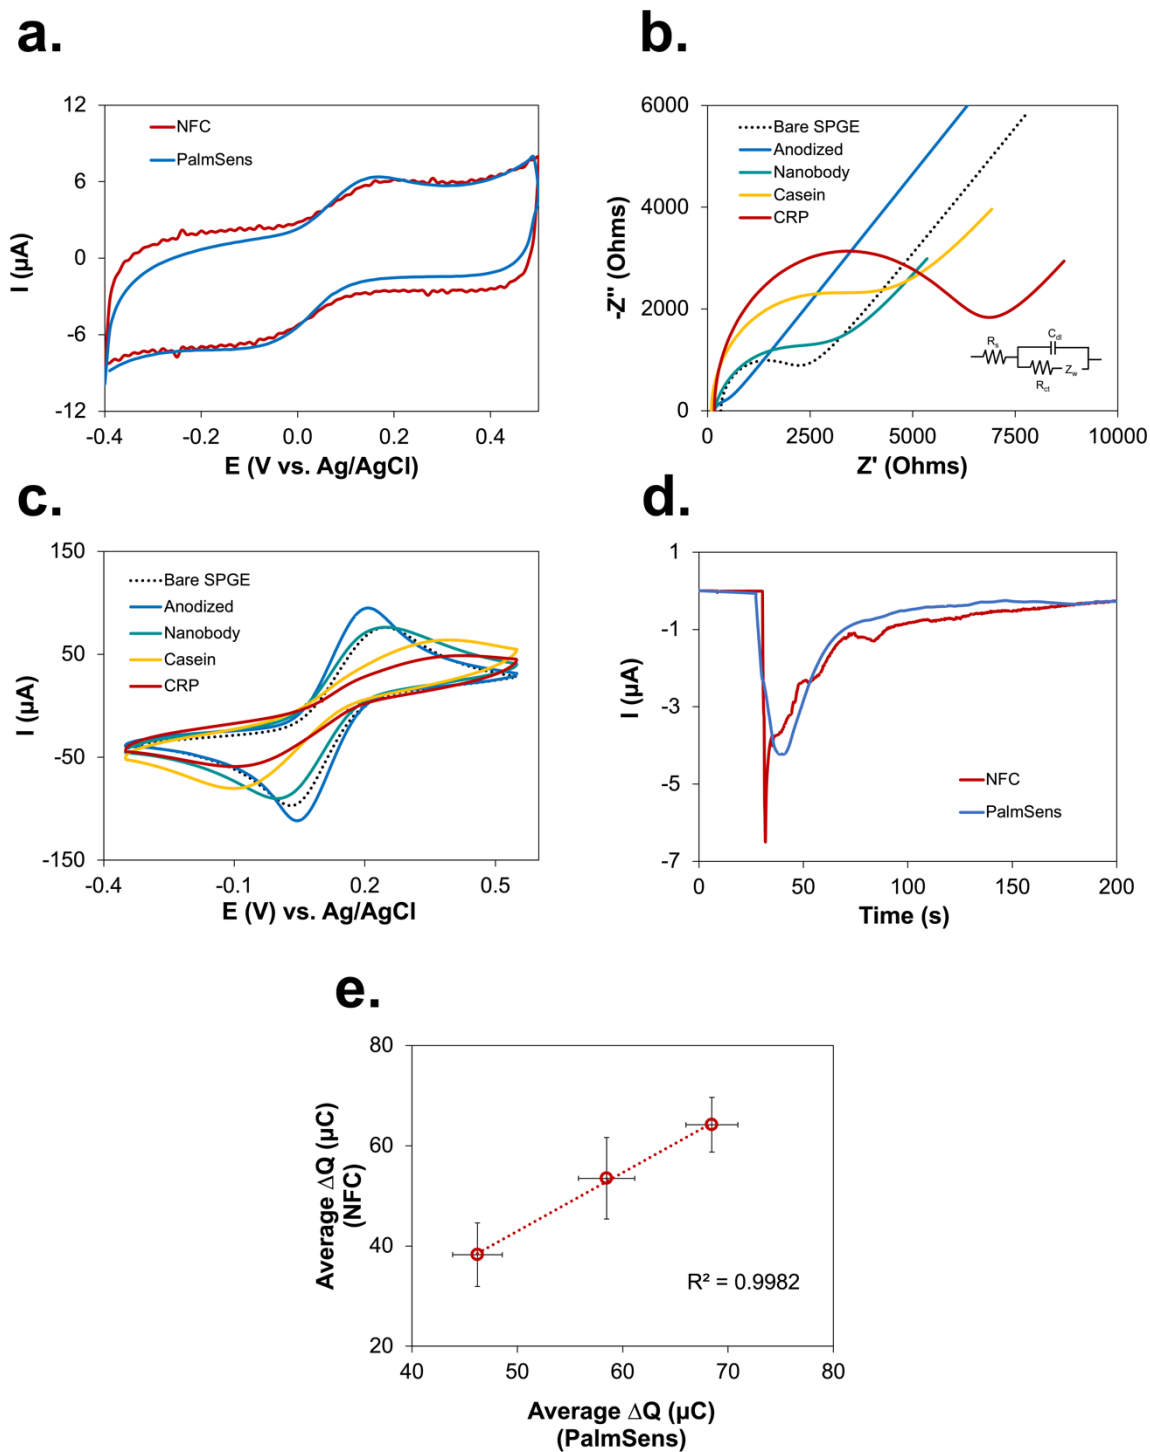 a.
12
6
0
-6
-12
I (µA)
NFC
PalmSens
-0.4
-0.2
0.0
0.2
0.4
E (V vs. Ag/AgCl)
b.
6000
4000
2000
0
-Z'' (Ohms)
Bare SPGE
Anodized
Nanobody
Casein
CRP
Rs
Cdl
Rct
Zw
0
2500
5000
7500
10000
Z' (Ohms)
c.
150
50
-50
-150
I (µA)
Bare SPGE
Anodized
Nanobody
Casein
CRP
-0.4
-0.1
0.2
0.5
E (V) vs. Ag/AgCl
d.
1
-1
-3
-5
-7
I (µA)
NFC
PalmSens
0
50
100
150
200
Time (s)
e.
80
60
40
20
Average ΔQ (µC)
(NFC)
R² = 0.9982
40
50
60
70
80
Average ΔQ (µC)
(PalmSens)